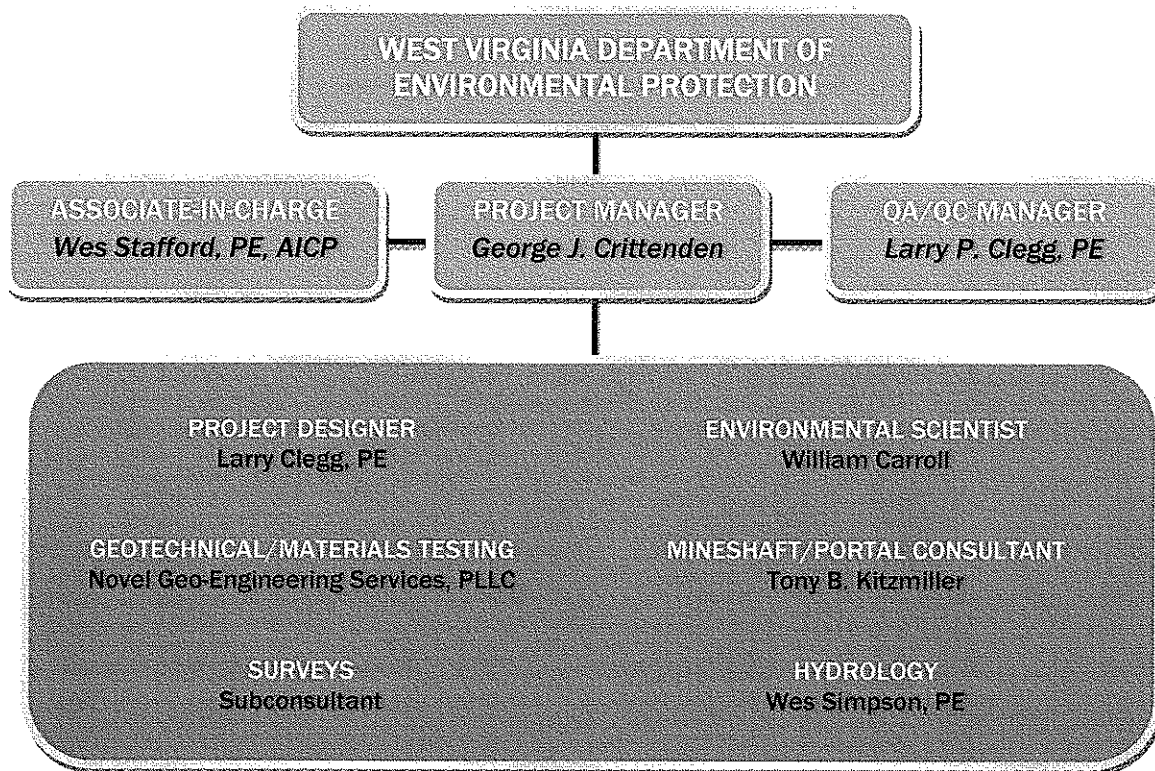 WEST VIRGINIA DEPARTMENT OF
ENVIRONMENTAL PROTECTION
ASSOCIATE-IN-CHARGE
Wes Stafford, PE, AICP
PROJECT MANAGER
George J. Crittenden
QA/QC MANAGER
Larry P. Clegg, PE
PROJECT DESIGNER
Larry Clegg, PE
ENVIRONMENTAL SCIENTIST
William Carroll
GEOTECHNICAL/MATERIALS TESTING
Novel Geo-Engineering Services, PLLC
MINESHAFT/PORTAL CONSULTANT
Tony B. Kitzmiller
SURVEYS
Subconsultant
HYDROLOGY
Wes Simpson, PE